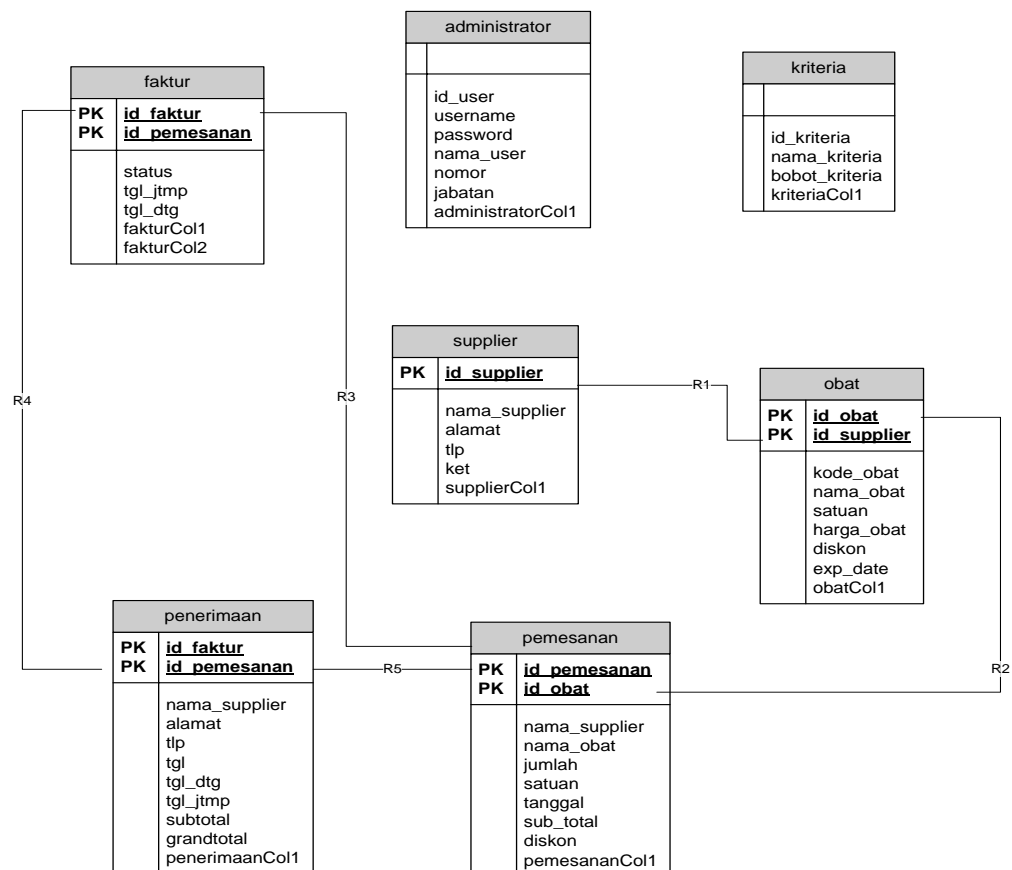 administrator
id_user
username
password
nama_user
nomor
jabatan
administratorCol1
kriteria
id_kriteria
nama_kriteria
bobot_kriteria
kriteriaCol1
faktur
PK id_faktur
PK id_pemesanan
status
tgl_jtmp
tgl_dtg
fakturCol1
fakturCol2
supplier
PK id_supplier
nama_supplier
alamat
tlp
ket
supplierCol1
R1
obat
PK id_obat
PK id_supplier
kode_obat
nama_obat
satuan
harga_obat
diskon
exp_date
obatCol1
R4
R3
penerimaan
PK id_faktur
PK id_pemesanan
nama_supplier
alamat
tlp
tgl
tgl_dtg
tgl_jtmp
subtotal
grandtotal
penerimaanCol1
R5
pemesanan
PK id_pemesanan
PK id_obat
nama_supplier
nama_obat
jumlah
satuan
tanggal
sub_total
diskon
pemesananCol1
R2